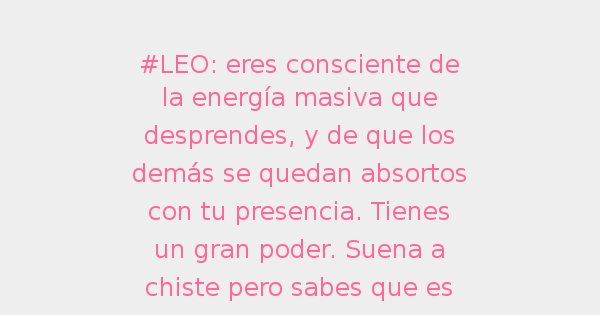 #LEO: eres consciente de
la energía masiva que
desprendes, y de que los
demás se quedan absortos
con tu presencia. Tienes
un gran poder. Suena a
chiste pero sabes que es